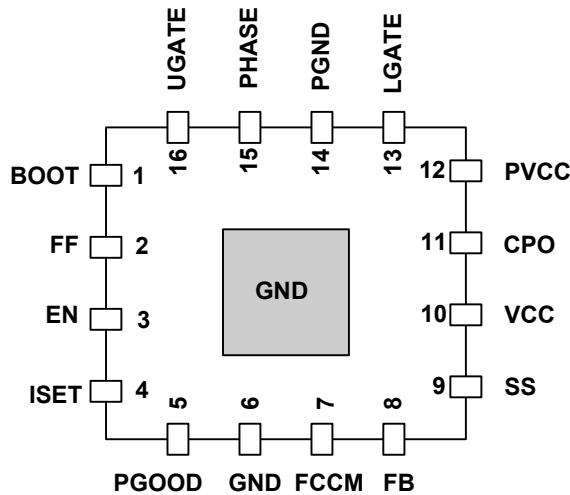 UGATE
PHASE
PGND
LGATE
16
15
14
13
BOOT 1
12 PVCC
FF 2
11 CPO
GND
EN 3
10 VCC
ISET 4
9 SS
5
6
7
8
PGOOD GND FCCM FB